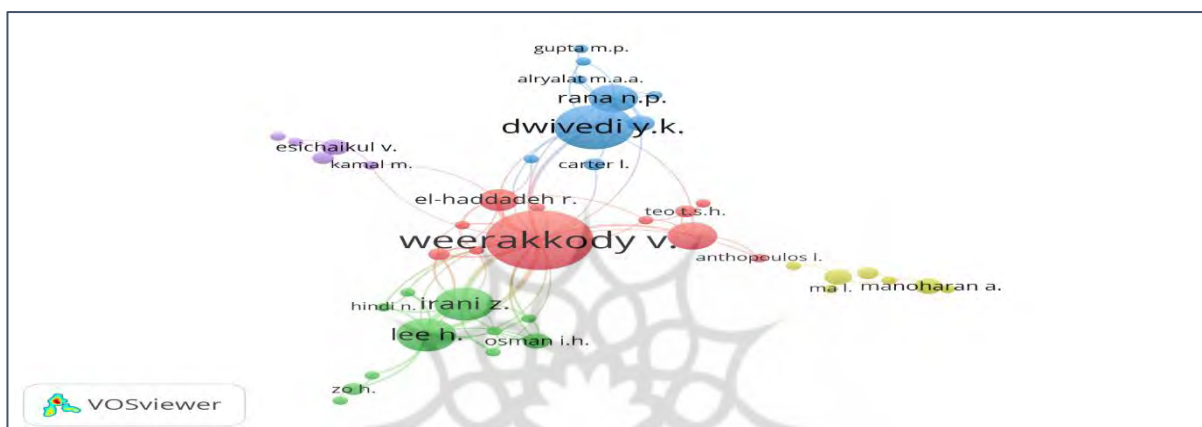 gupta m.p.
alryalat m.a.a.
rana n.p.
dwivedi y.k.
esichaikul v.
kamal m.
carter l.
el-haddadeh r.
teo t.s.h.
weerakkody v.
anthopoulos l.
ma l.
manoharan a.
hindi n.
irani z.
lee h.
osman i.h.
zo h.
VOSviewer